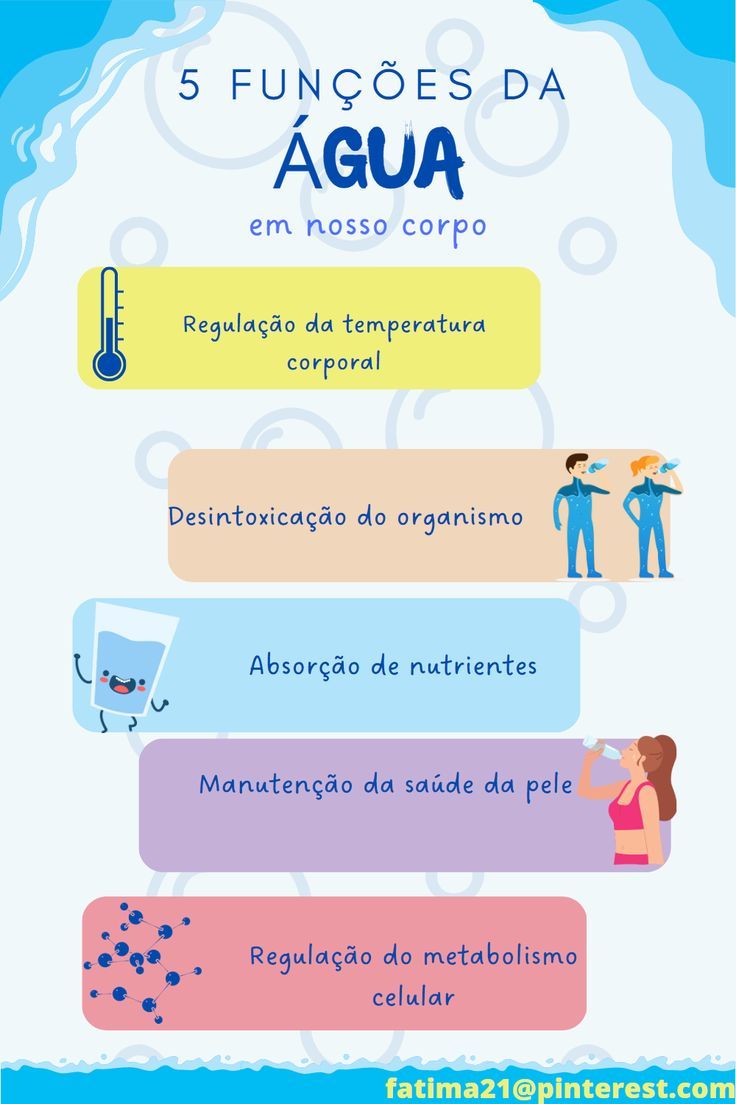 5 FUNÇÕES DA
ÁGUA
em nosso corpo
Regulação da temperatura
corporal
Desintoxicação do organismo
Absorção de nutrientes
Manutenção da saúde da pele
Regulação do metabolismo
celular
fatima21@pinterest.com